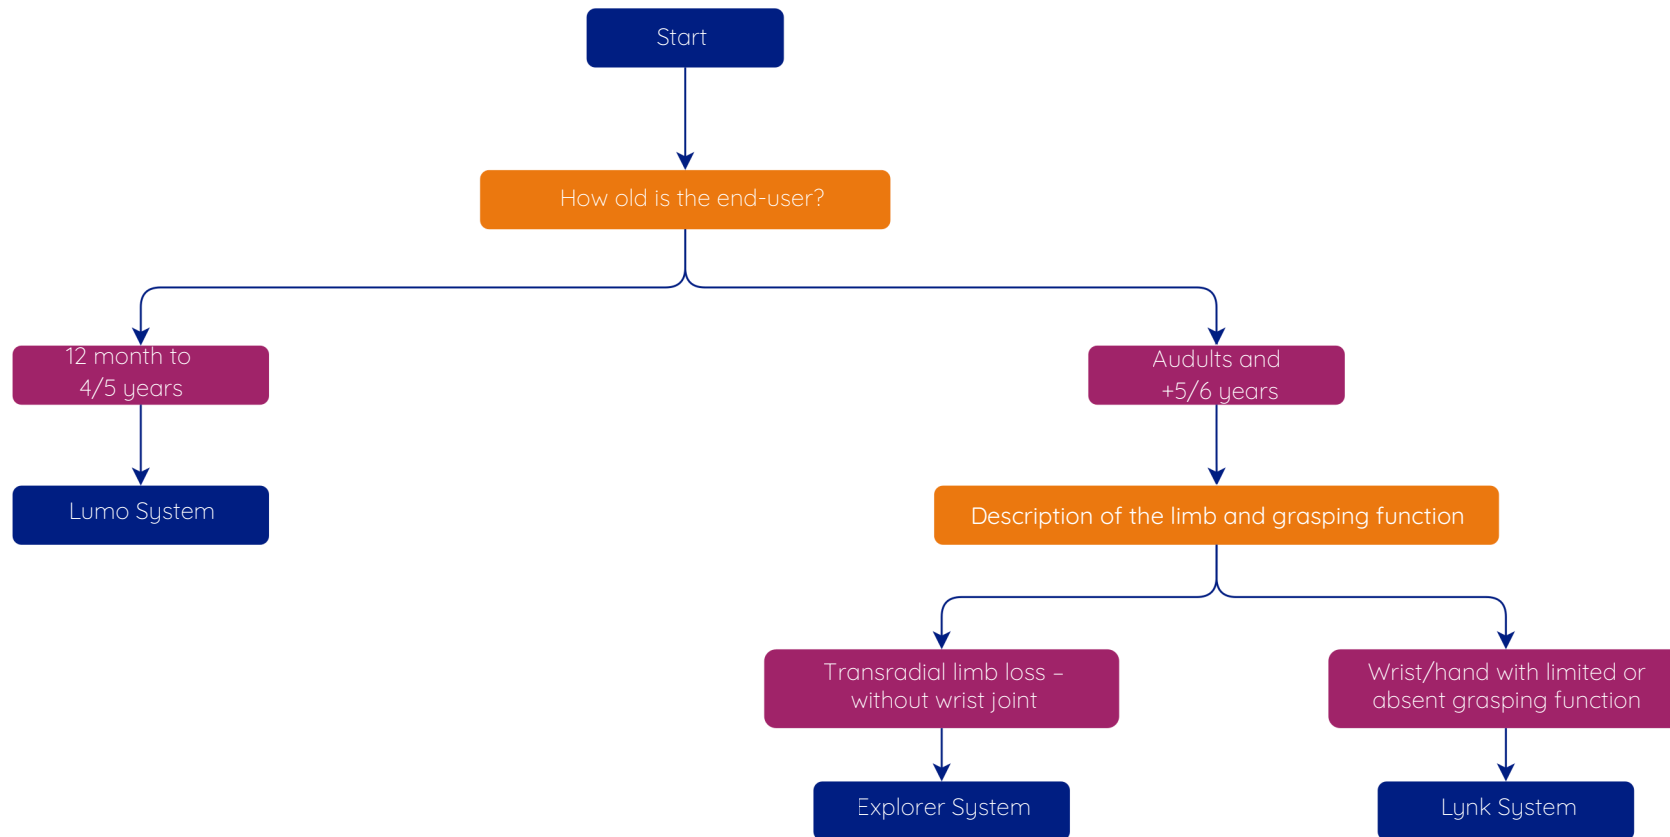 Start
How old is the end-user?
12 month to
4/5 years
Audults and
+5/6 years
Lumo System
Description of the limb and grasping function
Transradial limb loss –
without wrist joint
Wrist/hand with limited or
absent grasping function
Explorer System
Lynk System